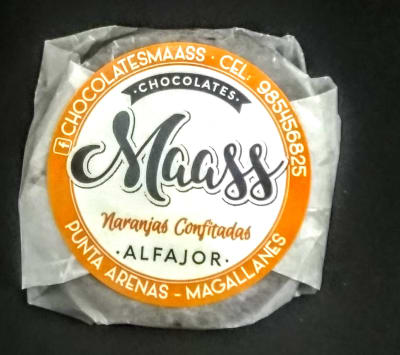 CHOCOLATESMAASS · CEL: 985456825
·CHOCOLATES·
Maass
Naranjas Confitadas
·ALFAJOR·
PUNTA ARENAS - MAGALLANES